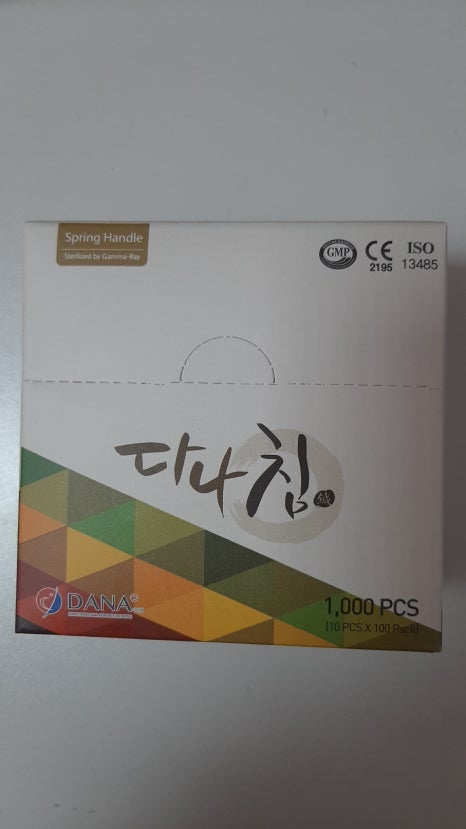 Spring Handle
Sterilized by Gamma-Ray
GMP
CE
2195
ISO
13485
다나침
DANA®
1,000 PCS
(10 PCS X 100 Pack)